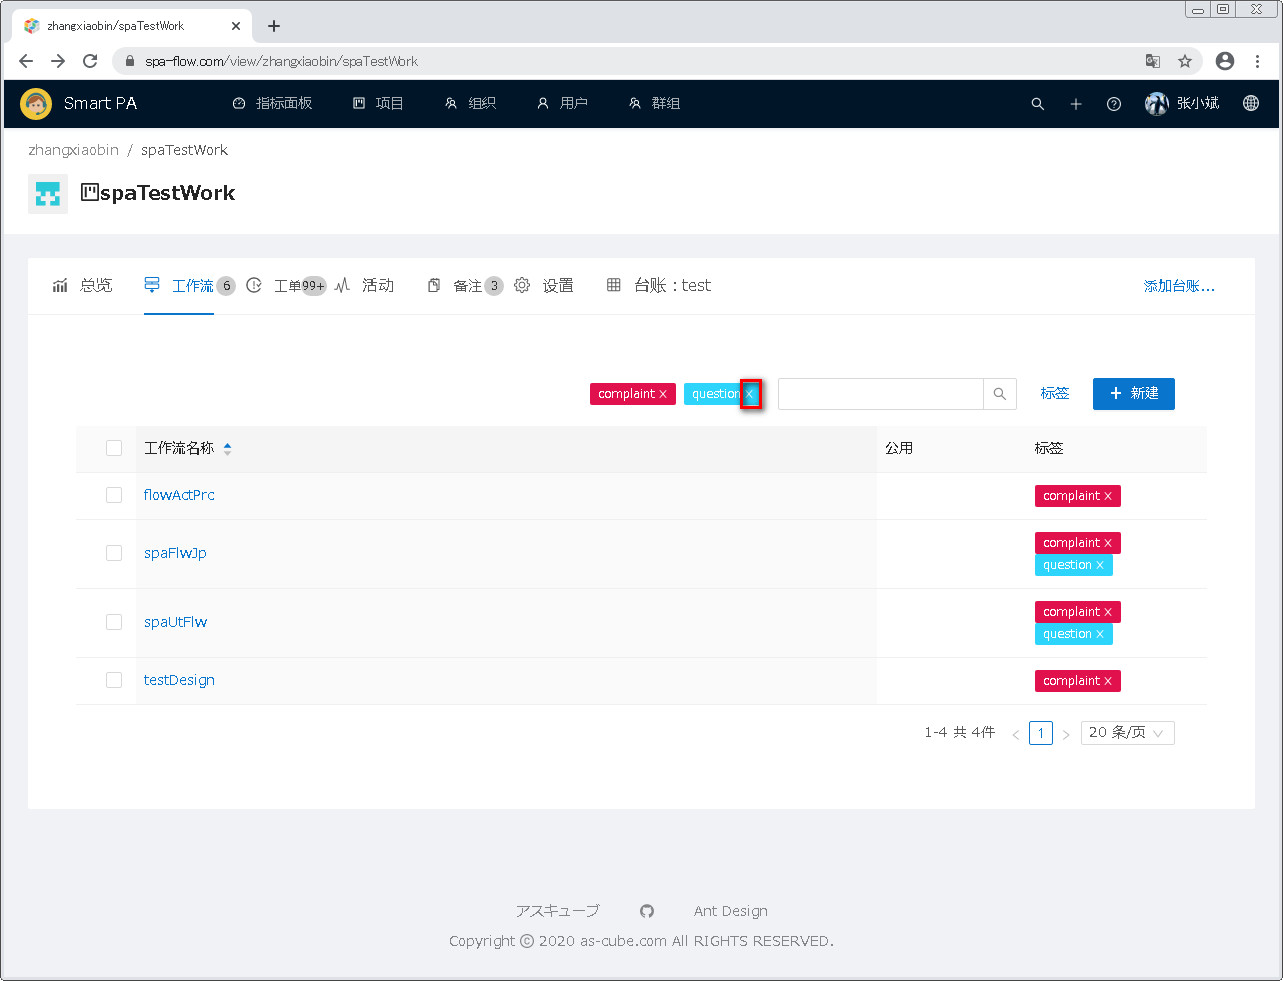 zhangxiaobin/spaTestWork
spa-flow.com/view/zhangxiaobin/spaTestWork
Smart PA 指标面板 项目 组织 用户 群组 张小斌
zhangxiaobin / spaTestWork
spaTestWork
总览 工作流 6 工单 99+ 活动 备注 3 设置 台账：test 添加台账...
complaint question 标签 新建
工作流名称 公用 标签
flowActPrc complaint
spaFlwJp complaint
question
spaUtFlw complaint
question
testDesign complaint
1-4 共 4件 < 1 > 20 条/页
アスキューブ Ant Design
Copyright © 2020 as-cube.com All RIGHTS RESERVED.